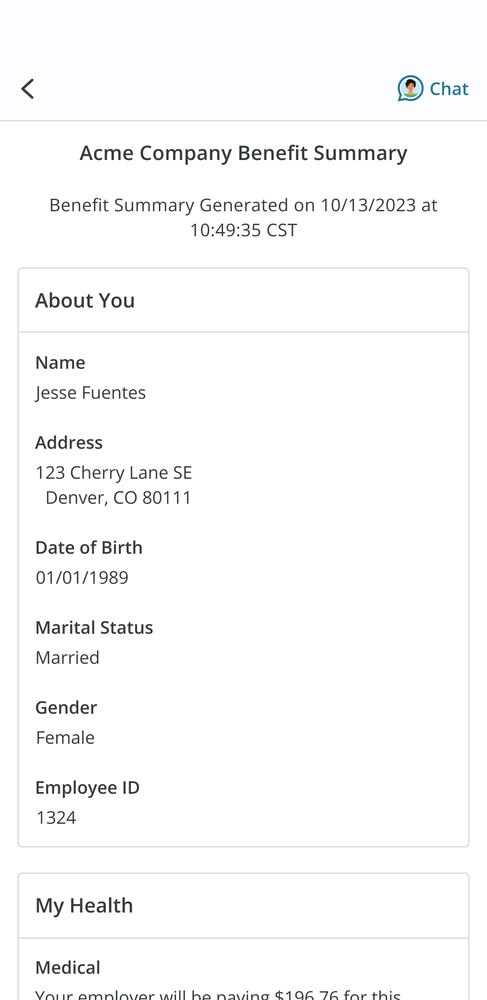 Chat
Acme Company Benefit Summary
Benefit Summary Generated on 10/13/2023 at
10:49:35 CST
About You
Name
Jesse Fuentes
Address
123 Cherry Lane SE
Denver, CO 80111
Date of Birth
01/01/1989
Marital Status
Married
Gender
Female
Employee ID
1324
My Health
Medical
Your employer will be paying $196.76 for this